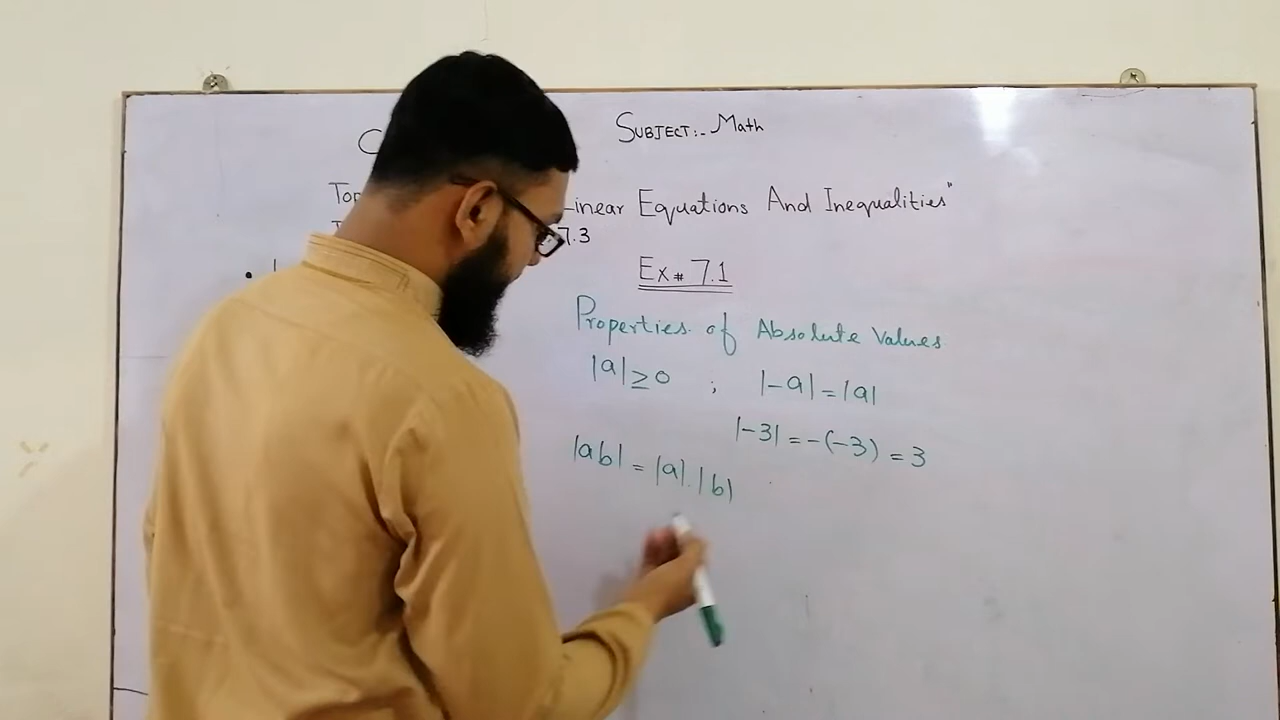 SUBJECT:- Math
Linear Equations And Inequalities"
7.3
Ex# 7.1
Properties of Absolute Values
|a| ≥ 0 ; |-a| = |a|
|-3| = -(-3) = 3
|ab| = |a|.|b|